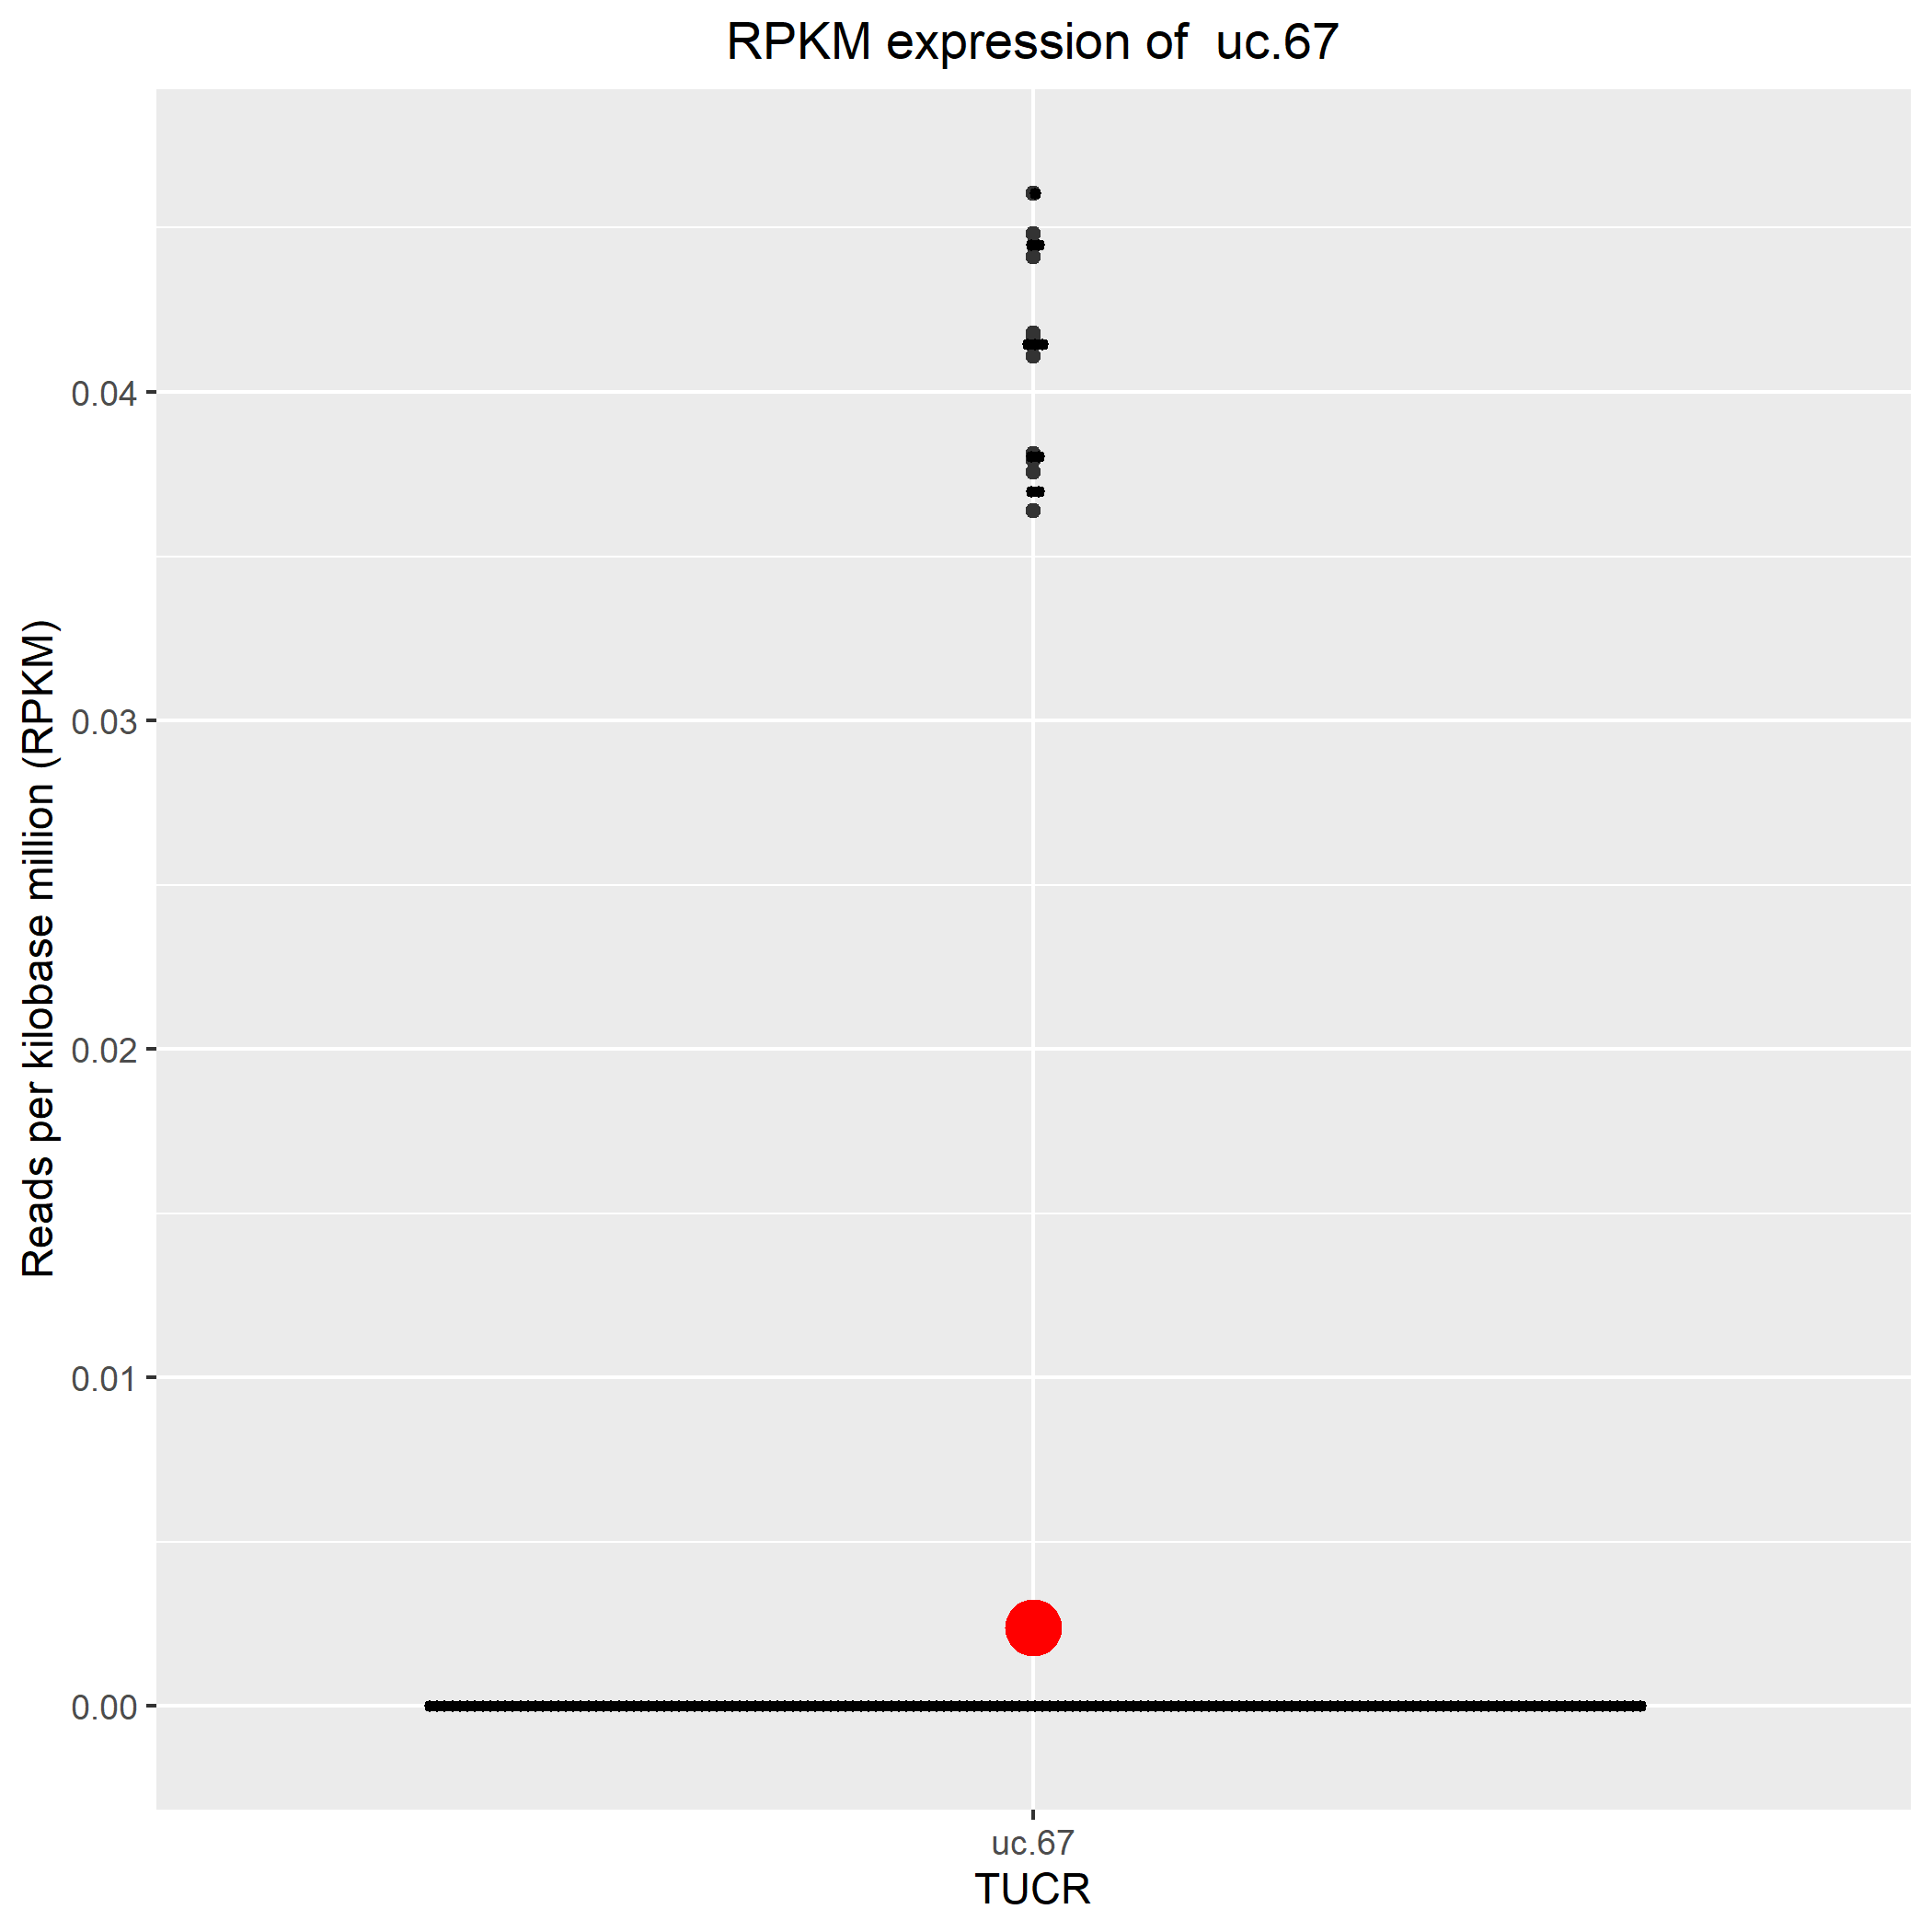 RPKM expression of  uc.67
Reads per kilobase million (RPKM)
0.04
0.03
0.02
0.01
0.00
uc.67
TUCR